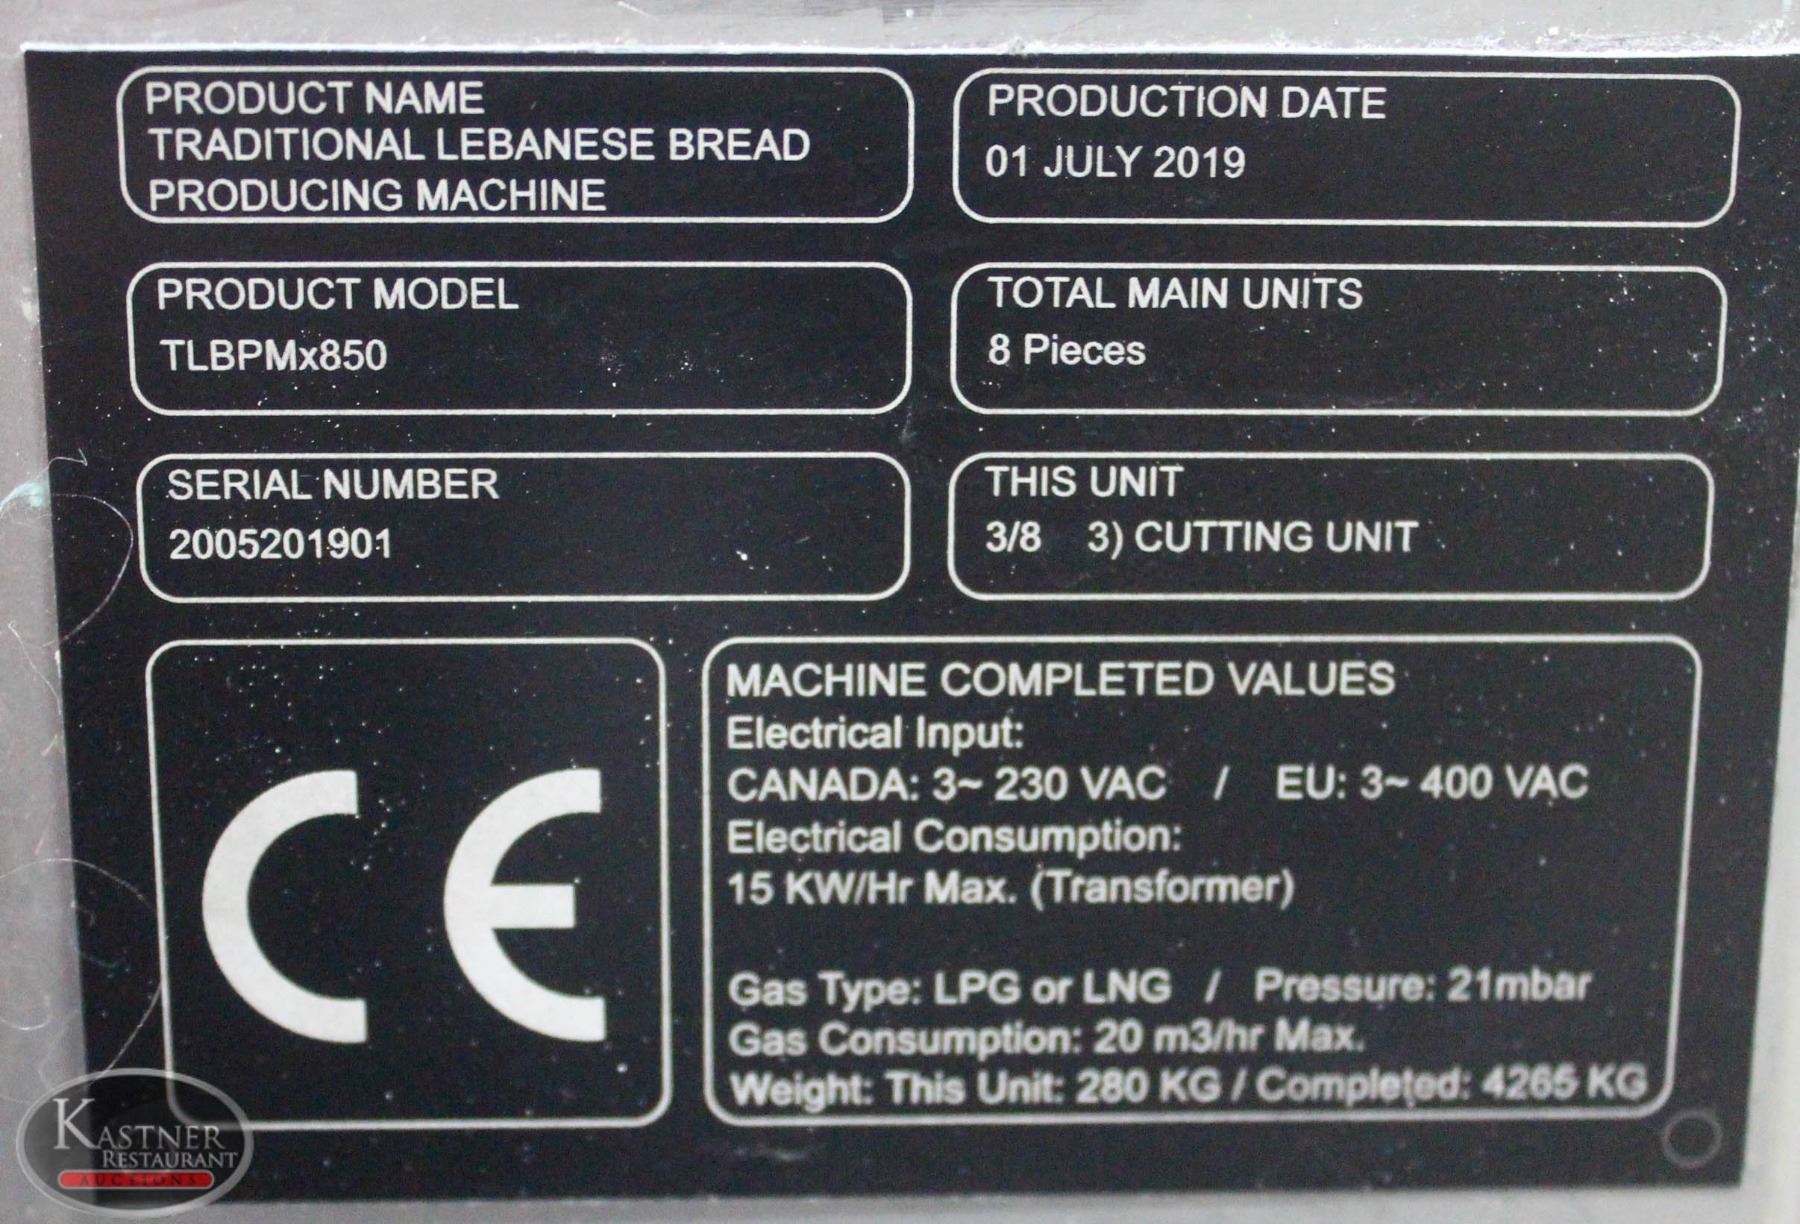 PRODUCT NAME
TRADITIONAL LEBANESE BREAD
PRODUCING MACHINE
PRODUCTION DATE
01 JULY 2019
PRODUCT MODEL
TLBPMx850
TOTAL MAIN UNITS
8 Pieces
SERIAL NUMBER
2005201901
THIS UNIT
3/8 3) CUTTING UNIT
CE
MACHINE COMPLETED VALUES
Electrical Input:
CANADA: 3~ 230 VAC / EU: 3~ 400 VAC
Electrical Consumption:
15 KW/Hr Max. (Transformer)
Gas Type: LPG or LNG / Pressure: 21mbar
Gas Consumption: 20 m3/hr Max.
Weight: This Unit: 280 KG / Completed: 4265 KG
KASTNER
RESTAURANT
AUCTIONS